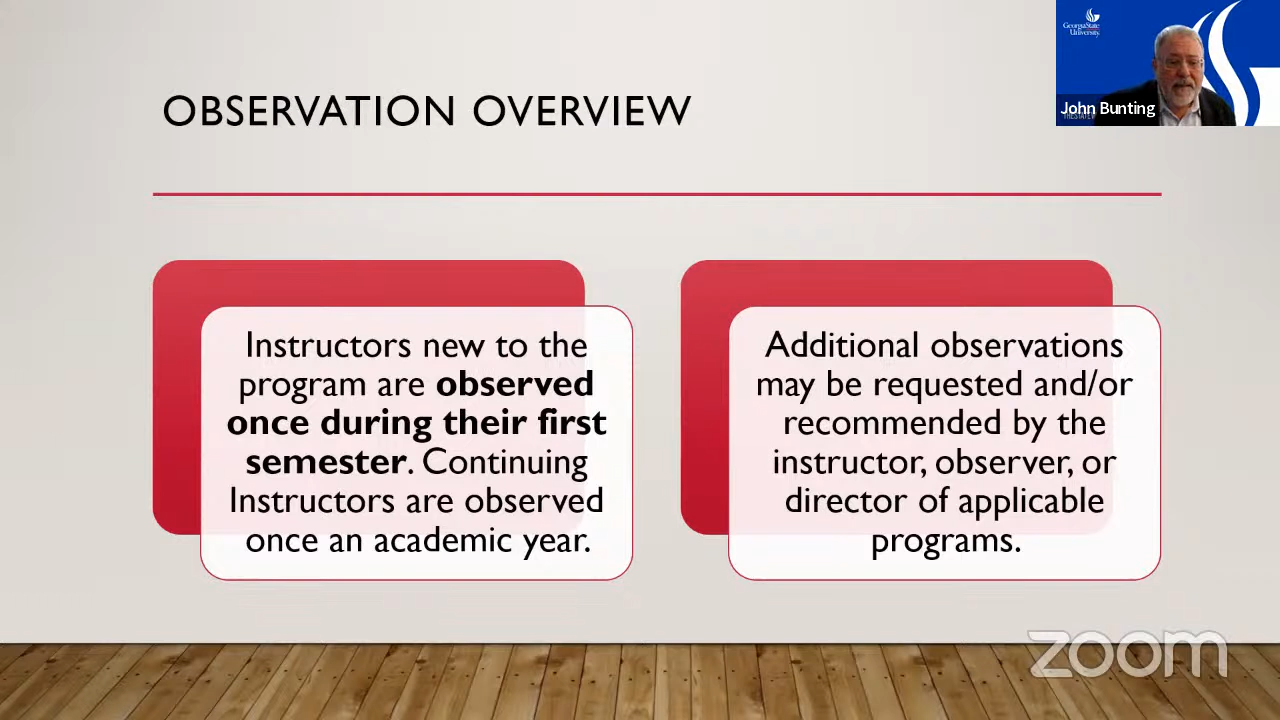 GeorgiaState
University
John Bunting
OBSERVATION OVERVIEW
Instructors new to the
program are observed
once during their first
semester. Continuing
Instructors are observed
once an academic year.
Additional observations
may be requested and/or
recommended by the
instructor, observer, or
director of applicable
programs.
zoom